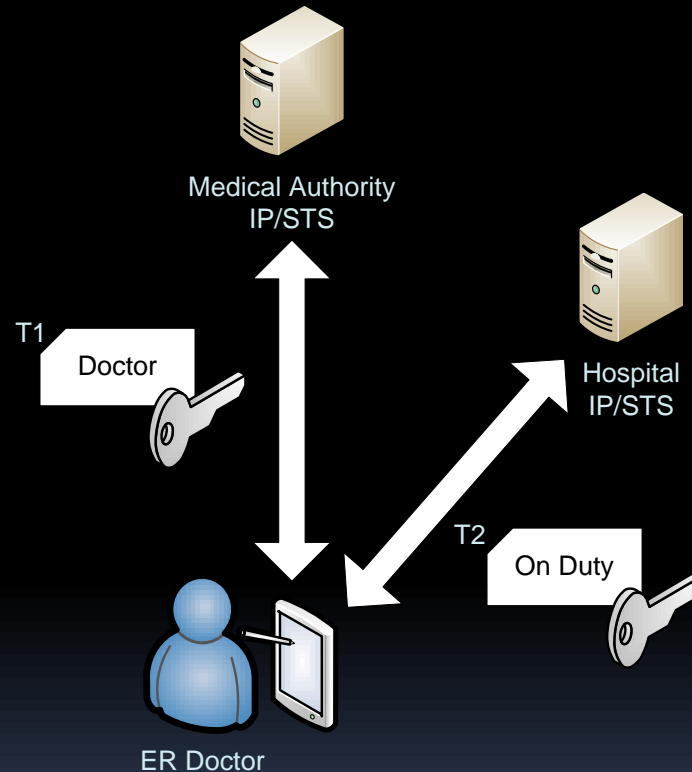 Medical Authority
IP/STS
T1
Doctor
Hospital
IP/STS
T2
On Duty
ER Doctor